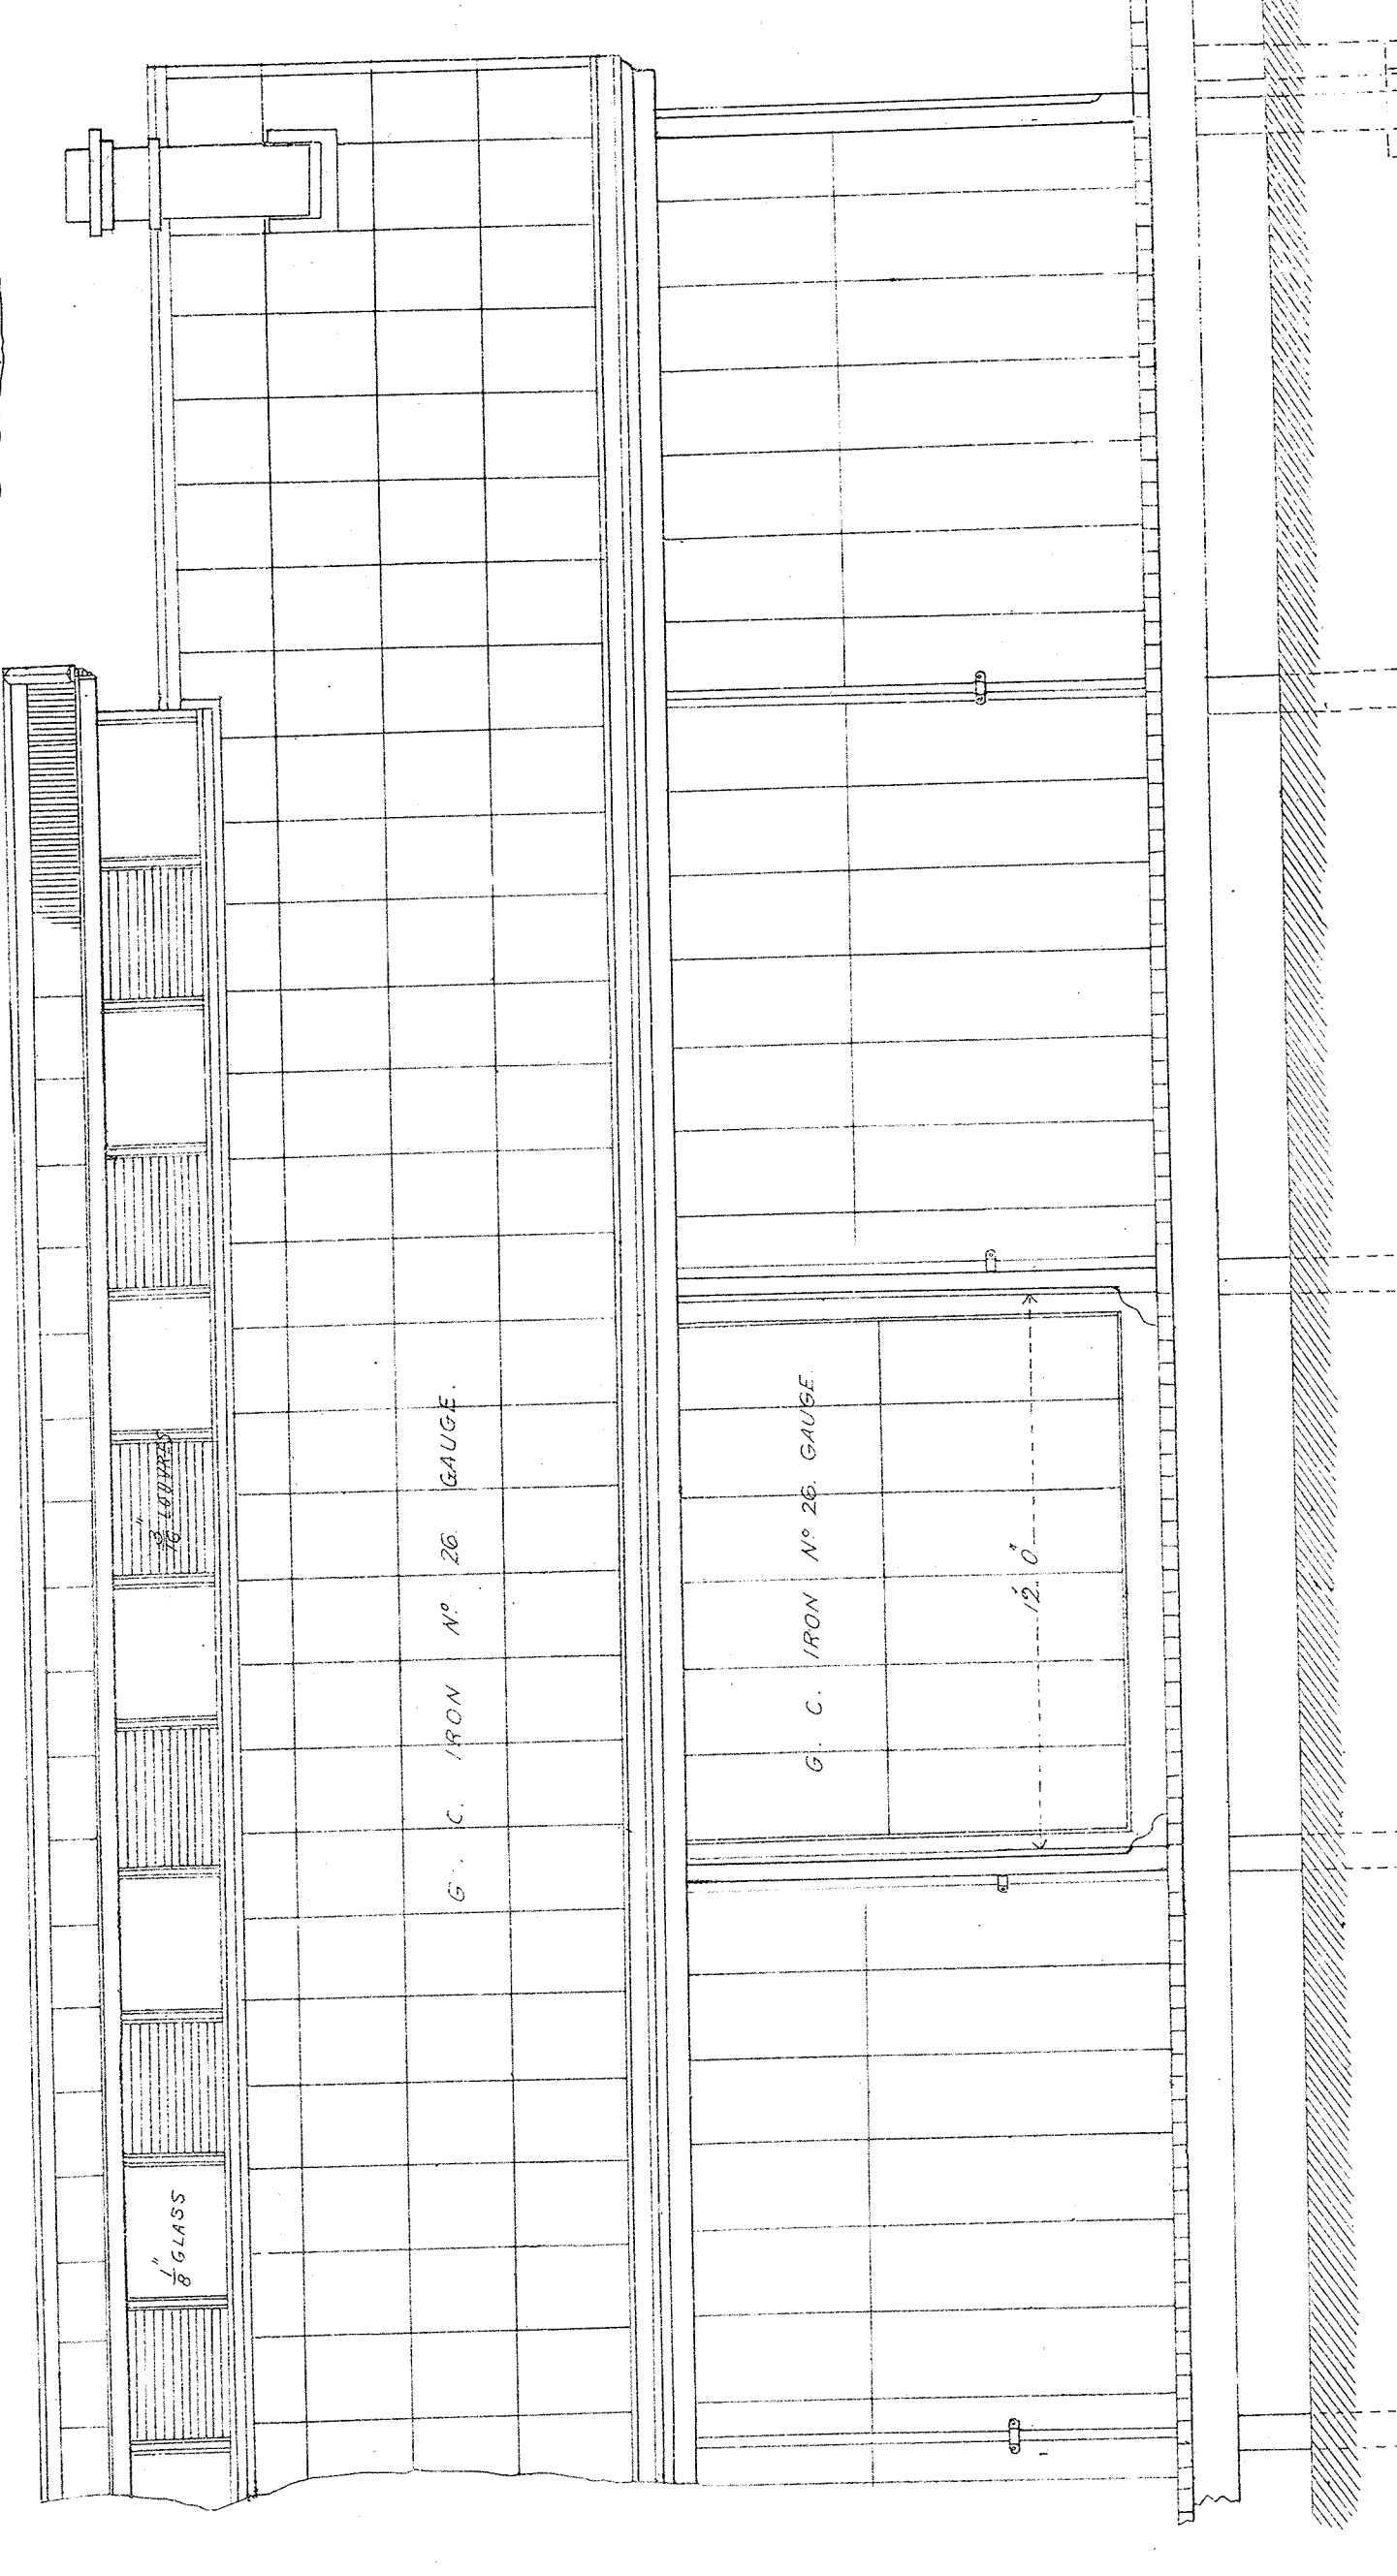 3/16" LOUVRES
1/8" GLASS
G. C. IRON Nº 26 GAUGE.
G. C. IRON Nº 26. GAUGE
12'. 0"